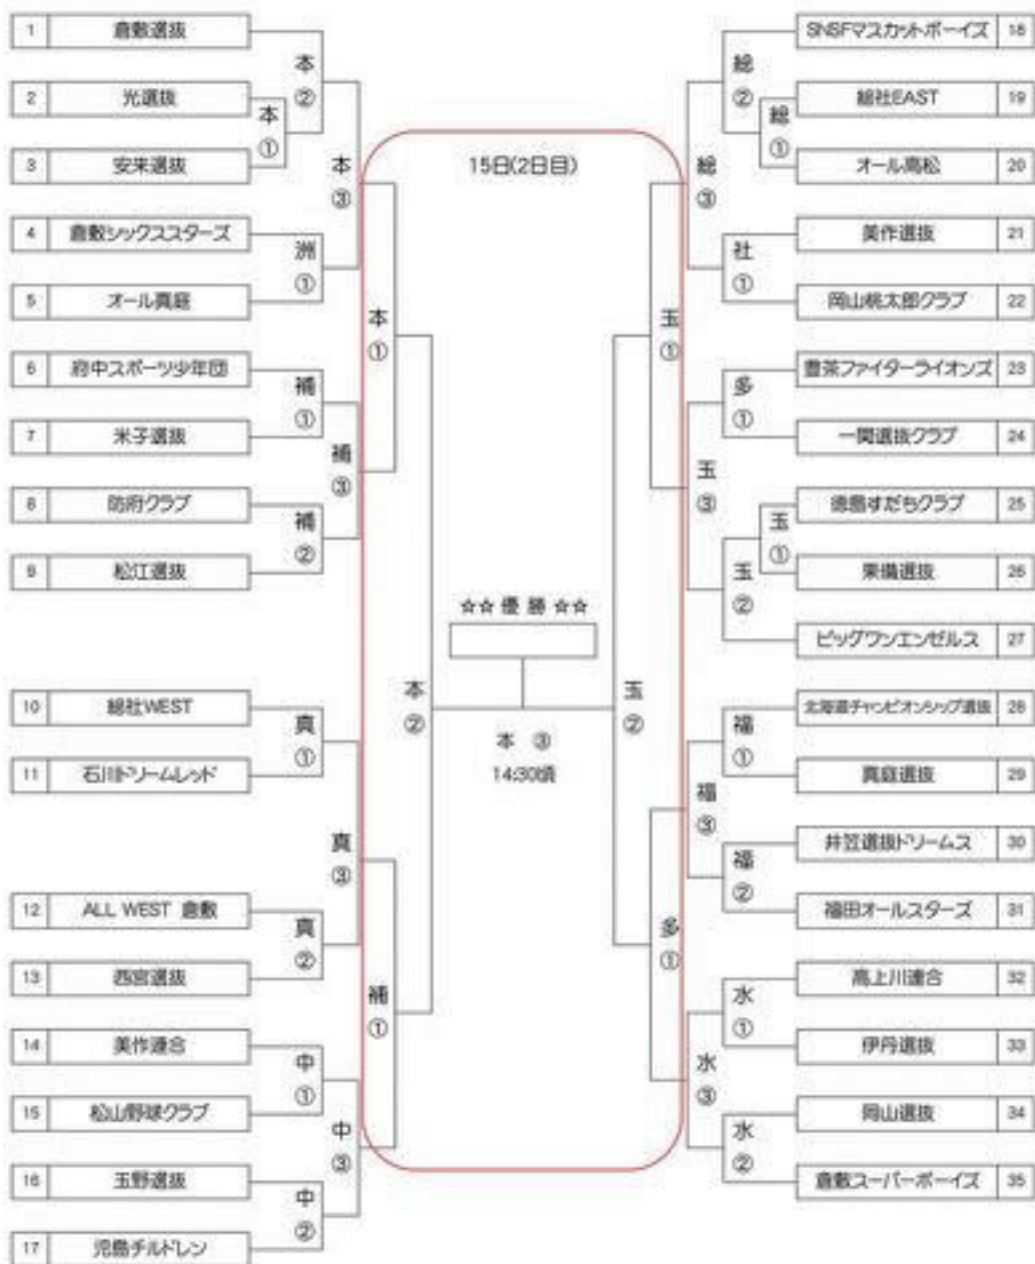 1 倉敷選抜
2 光選抜
3 安来選抜
4 倉敷シックススターズ
5 オール真庭
6 府中スポーツ少年団
7 米子選抜
8 防府クラブ
9 松江選抜
10 総社WEST
11 石川ドリームレッド
12 ALL WEST 倉敷
13 西宮選抜
14 美作連合
15 松山野球クラブ
16 玉野選抜
17 児島チルドレン
本②
本①
本③
洲①
補①
補③
補②
真①
真③
真②
中①
中③
中②
15日(2日目)
本①
本②
補①
☆☆ 優 勝 ☆☆
本 ③
14:30頃
玉①
玉②
多①
総②
総①
総③
社①
多①
玉③
玉①
玉②
福①
福③
福②
水①
水③
水②
SNSFマスカットボーイズ 18
総社EAST 19
オール高松 20
美作選抜 21
岡山桃太郎クラブ 22
豊茶ファイターライオンズ 23
一関選抜クラブ 24
徳島すだちクラブ 25
東備選抜 26
ビッグワンエンゼルス 27
北海道チャンピオンシップ選抜 28
真庭選抜 29
井笠選抜ドリームス 30
福田オールスターズ 31
高上川連合 32
伊丹選抜 33
岡山選抜 34
倉敷スーパーボーイズ 35